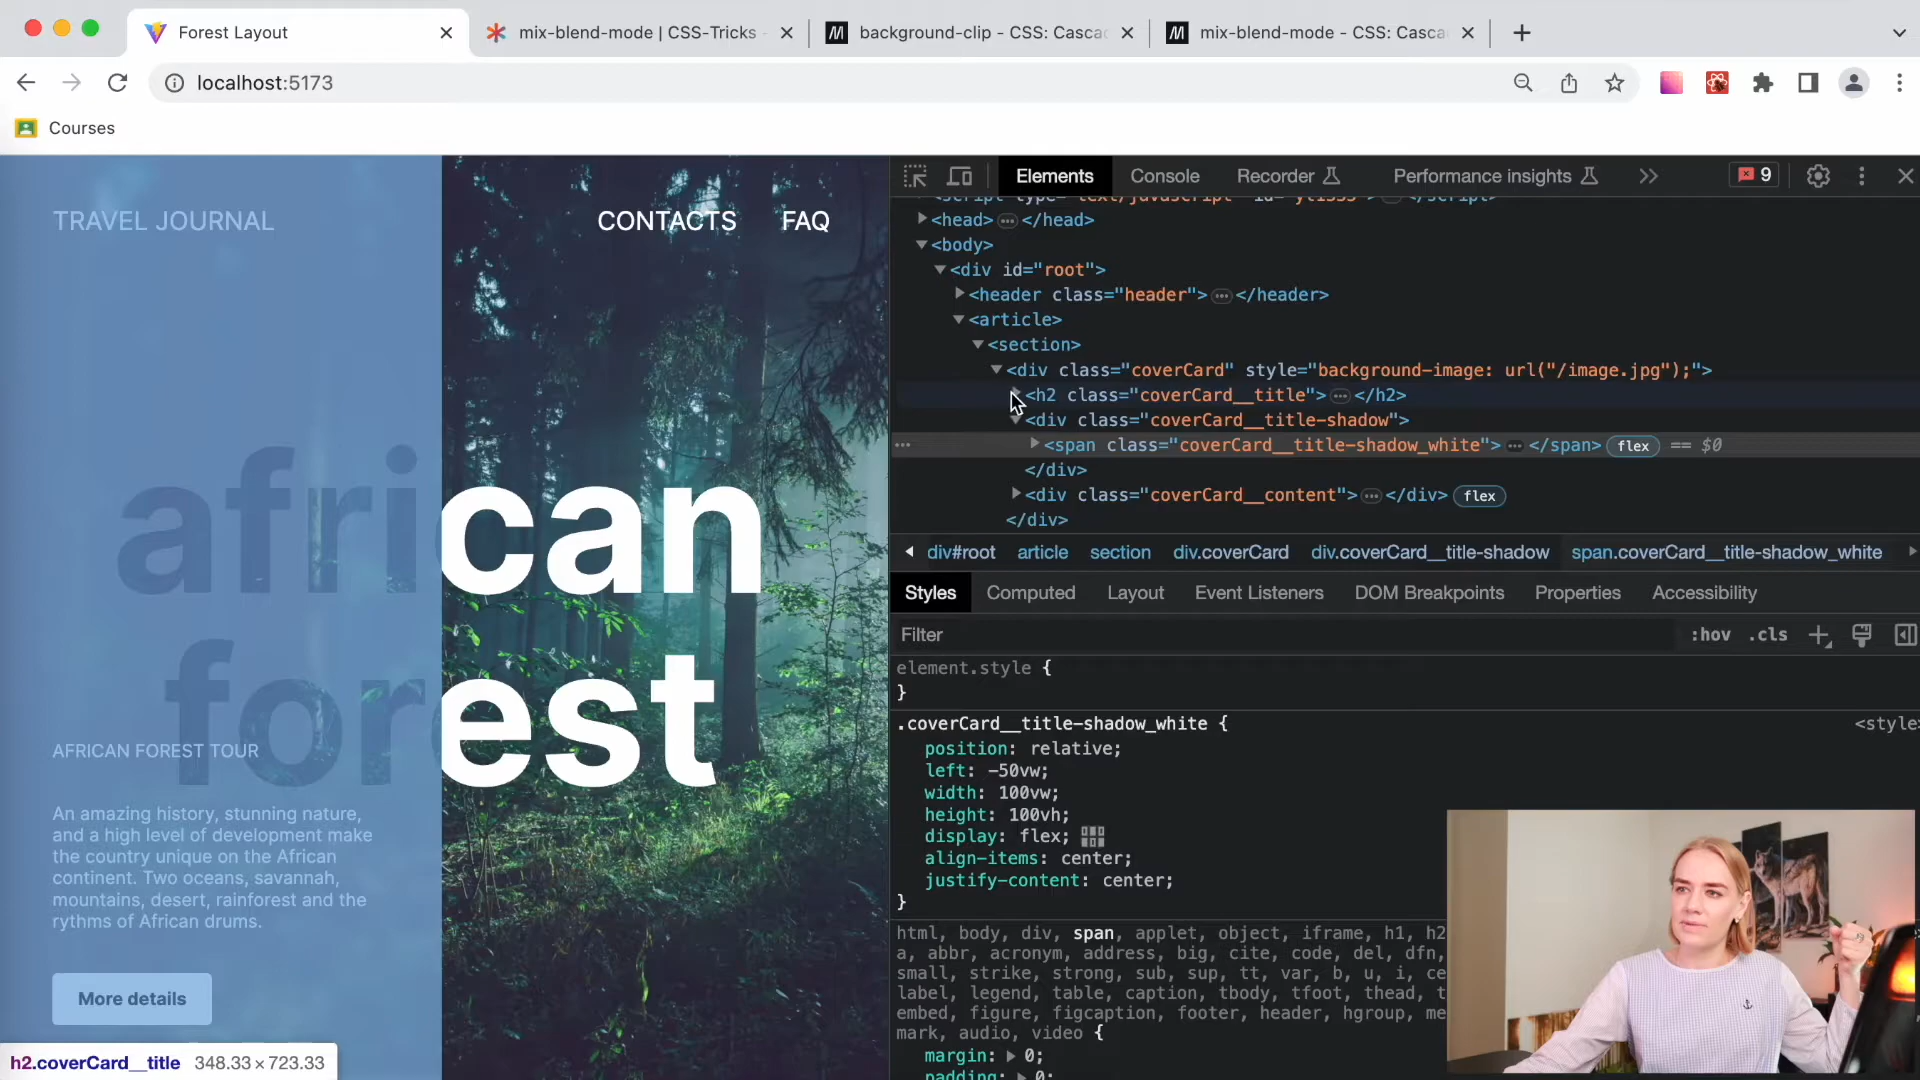 Forest Layout
mix-blend-mode | CSS-Tricks -
background-clip - CSS: Casca
mix-blend-mode - CSS: Casca
localhost:5173
Courses
TRAVEL JOURNAL
CONTACTS
FAQ
african
forest
AFRICAN FOREST TOUR
An amazing history, stunning nature,
and a high level of development make
the country unique on the African
continent. Two oceans, savannah,
mountains, desert, rainforest and the
rythms of African drums.
More details
h2.coverCard__title 348.33 × 723.33
Elements
Console
Recorder
Performance insights
9
<head> ⋯ </head>
<body>
<div id="root">
<header class="header"> ⋯ </header>
<article>
<section>
<div class="coverCard" style="background-image: url("/image.jpg");">
<h2 class="coverCard__title"> ⋯ </h2>
<div class="coverCard__title-shadow">
<span class="coverCard__title-shadow_white"> ⋯ </span> flex == $0
</div>
<div class="coverCard__content"> ⋯ </div> flex
</div>
div#root article section div.coverCard div.coverCard__title-shadow span.coverCard__title-shadow_white
Styles Computed Layout Event Listeners DOM Breakpoints Properties Accessibility
Filter
:hov .cls
element.style {
}
.coverCard__title-shadow_white {
<style>
position: relative;
left: -50vw;
width: 100vw;
height: 100vh;
display: flex;
align-items: center;
justify-content: center;
}
html, body, div, span, applet, object, iframe, h1, h2
a, abbr, acronym, address, big, cite, code, del, dfn,
small, strike, strong, sub, sup, tt, var, b, u, i, ce
label, legend, table, caption, tbody, tfoot, thead, t
embed, figure, figcaption, footer, header, hgroup, me
mark, audio, video {
margin: 0;
padding: 0;